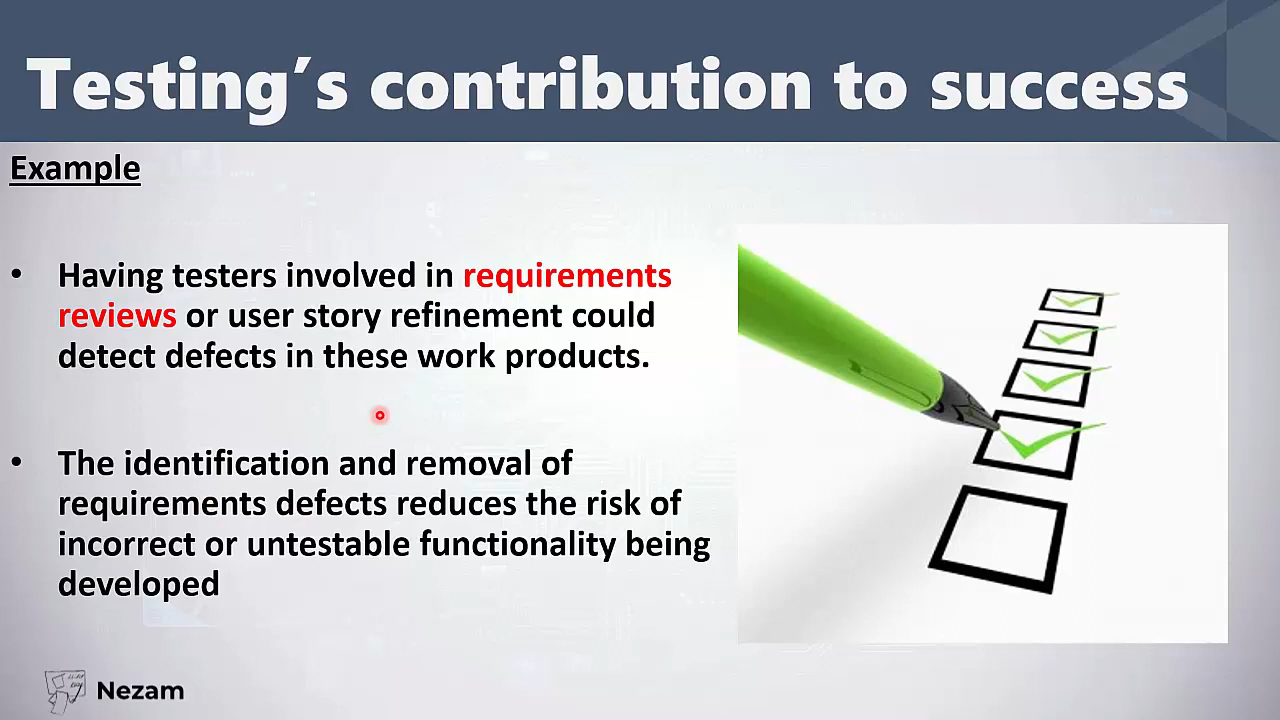 Testing’s contribution to success
Example
• Having testers involved in requirements
reviews or user story refinement could
detect defects in these work products.
• The identification and removal of
requirements defects reduces the risk of
incorrect or untestable functionality being
developed
Nezam